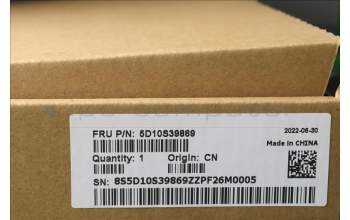 FRU P/N: 5D10S39869
2022-06-30
Made in CHINA
Quantity: 1 Origin: CN
SN: 8S5D10S39869ZZPF26M0005